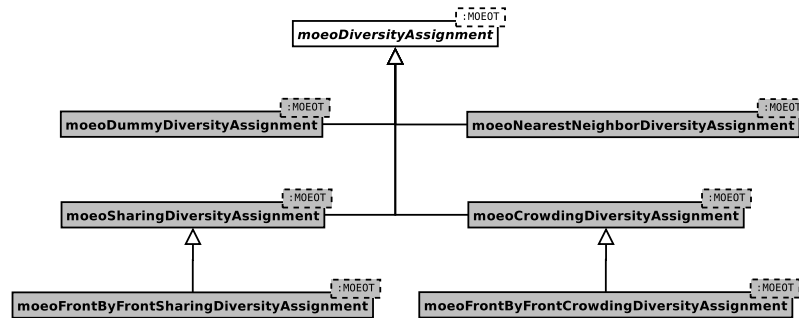 :MOEOT
moeoDiversityAssignment
:MOEOT
moeoDummyDiversityAssignment
:MOEOT
moeoNearestNeighborDiversityAssignment
:MOEOT
moeoSharingDiversityAssignment
:MOEOT
moeoCrowdingDiversityAssignment
:MOEOT
moeoFrontByFrontSharingDiversityAssignment
:MOEOT
moeoFrontByFrontCrowdingDiversityAssignment